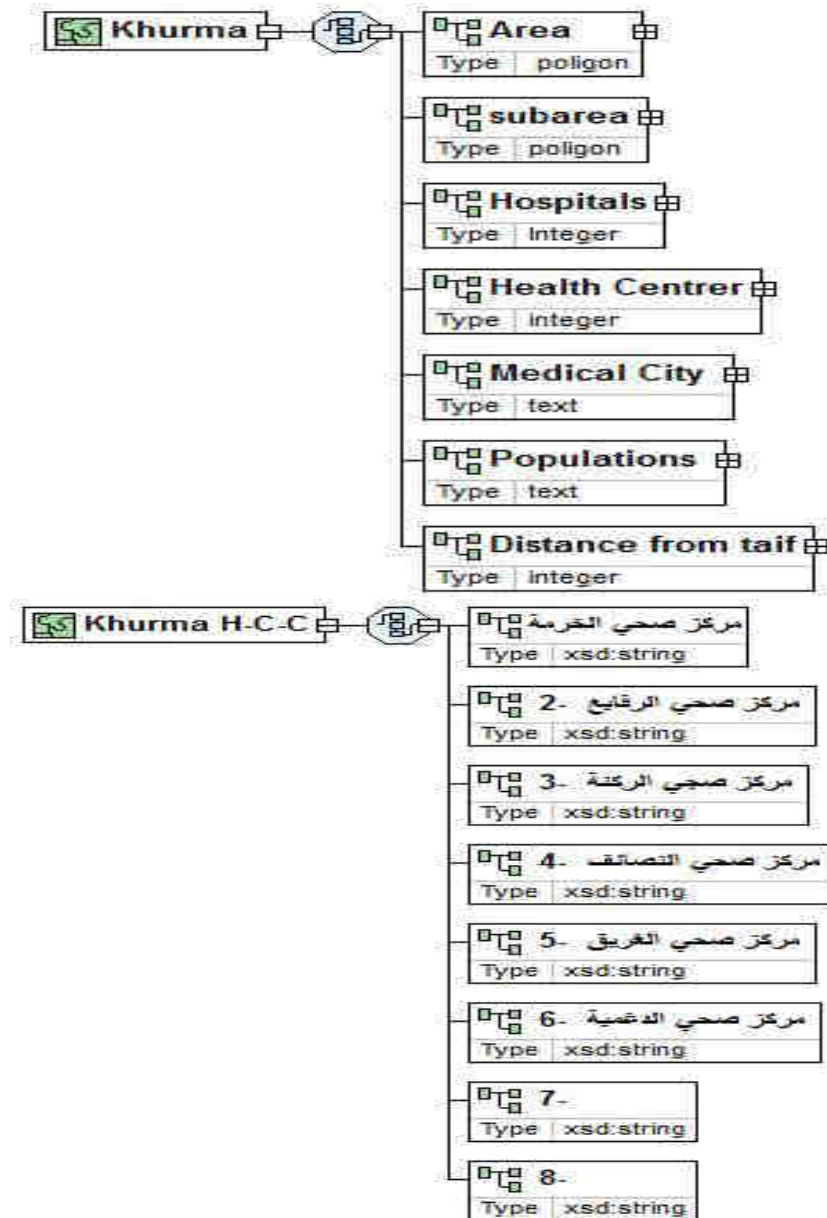 Khurma
Area
Type poligon
subarea
Type poligon
Hospitals
Type Integer
Health Centrer
Type integer
Medical City
Type text
Populations
Type text
Distance from taif
Type integer
Khurma H-C-C
مركز صحي الخرمة
Type xsd:string
2- مركز صحي الرقايع
Type xsd:string
3- مركز صجي الركنة
Type xsd:string
4- مركز صحي النصائف
Type xsd:string
5- مركز صحي الغريق
Type xsd:string
6- مركز صحي الدغمية
Type xsd:string
7-
Type xsd:string
8-
Type xsd:string